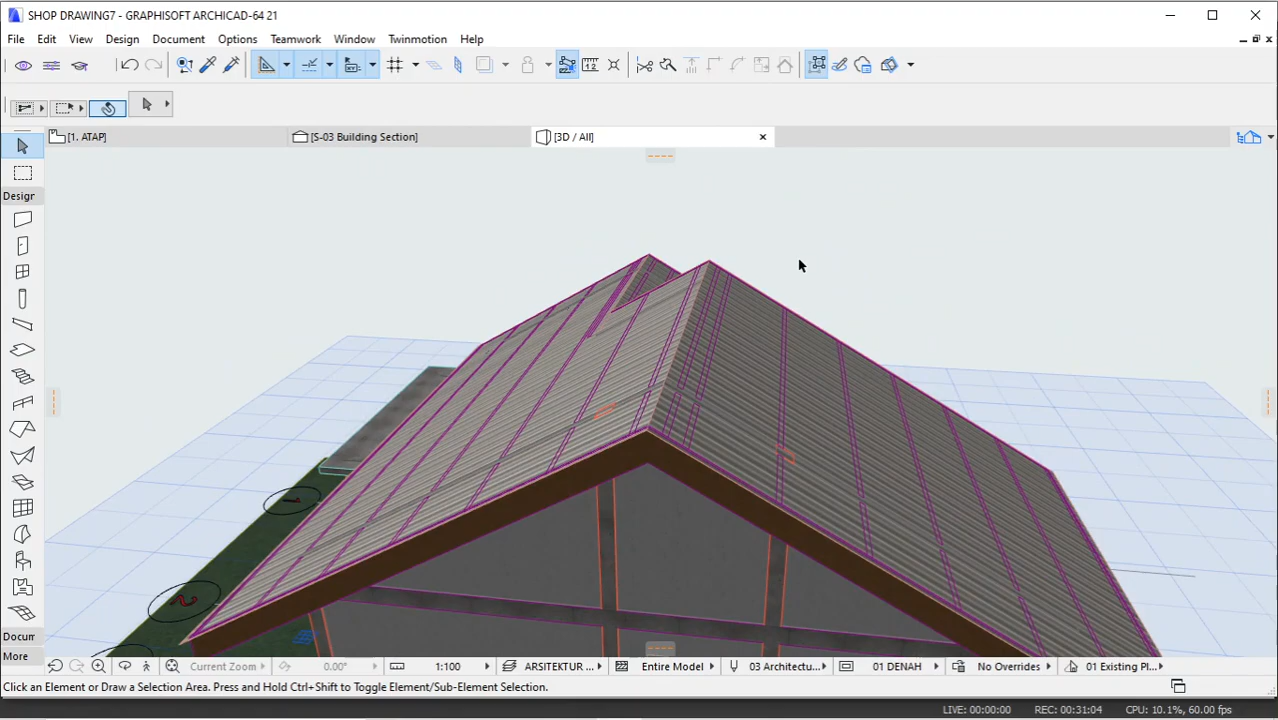 SHOP DRAWING7 - GRAPHISOFT ARCHICAD-64 21
File Edit View Design Document Options Teamwork Window Twinmotion Help
[1. ATAP] [S-03 Building Section] [3D / All]
Design
Docum
More
Current Zoom 0.00° 1:100 ARSITEKTUR ... Entire Model 03 Architectu... 01 DENAH No Overrides 01 Existing Pl...
Click an Element or Draw a Selection Area. Press and Hold Ctrl+Shift to Toggle Element/Sub-Element Selection.
LIVE: 00:00:00 REC: 00:31:04 CPU: 10.1%, 60.00 fps